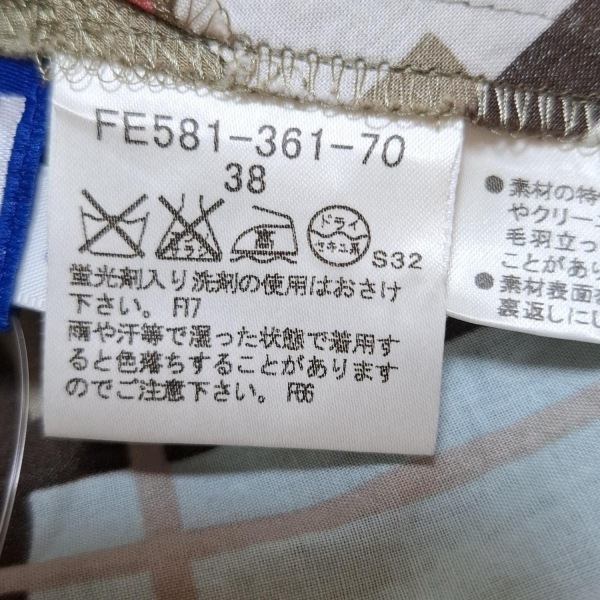 FE581-361-70
38
ドライ
セキユ系
S32
蛍光剤入り洗剤の使用はおさけ
下さい。 F17
雨や汗等で濡った状態で着用す
ると色落ちすることがあります
のでご注意下さい。 F66
●素材の特
やクリーニ
毛羽立っ
ことがあり
●素材表面
裏返しにし